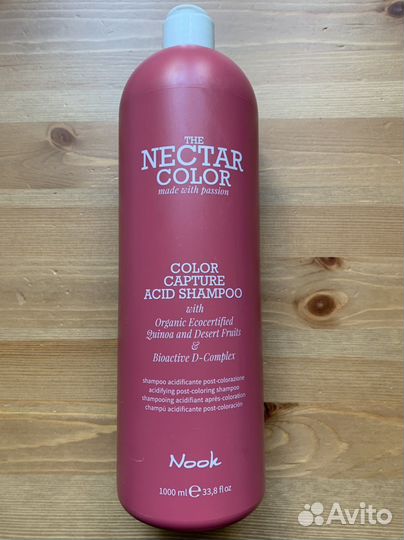 THE
NECTAR
COLOR
made with passion
COLOR
CAPTURE
ACID SHAMPOO
with
Organic Ecocertified
Quinoa and Desert Fruits
&
Bioactive D-Complex
shampoo acidificante post-colorazione
acidifying post-coloring shampoo
shampooing acidifiant après-coloration
champú acidificante post-coloración
Nook
1000 ml ℮ 33,8 fl oz
Avito